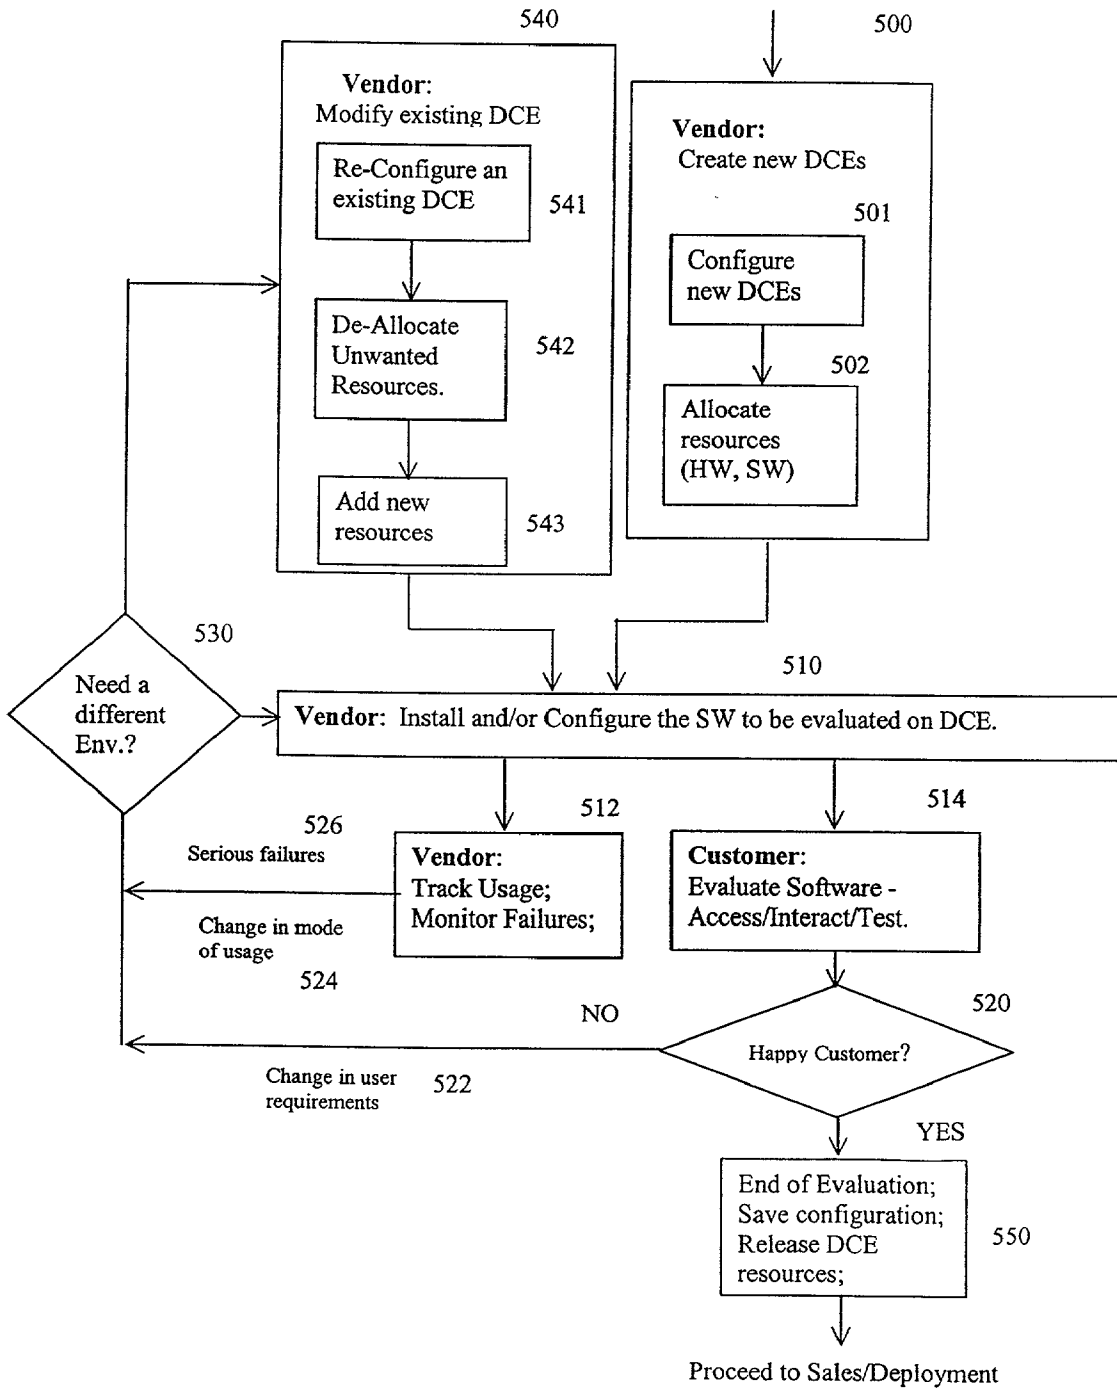 540
500
Vendor:
Modify existing DCE
Vendor:
Create new DCEs
Re-Configure an
existing DCE
541
501
Configure
new DCEs
De-Allocate
Unwanted
Resources.
542
502
Allocate
resources
(HW, SW)
Add new
resources
543
530
Need a
different
Env.?
510
Vendor: Install and/or Configure the SW to be evaluated on DCE.
512
514
526
Serious failures
Vendor:
Track Usage;
Monitor Failures;
Customer:
Evaluate Software -
Access/Interact/Test.
Change in mode
of usage
524
NO
520
Happy Customer?
Change in user
requirements
522
YES
End of Evaluation;
Save configuration;
Release DCE
resources;
550
Proceed to Sales/Deployment